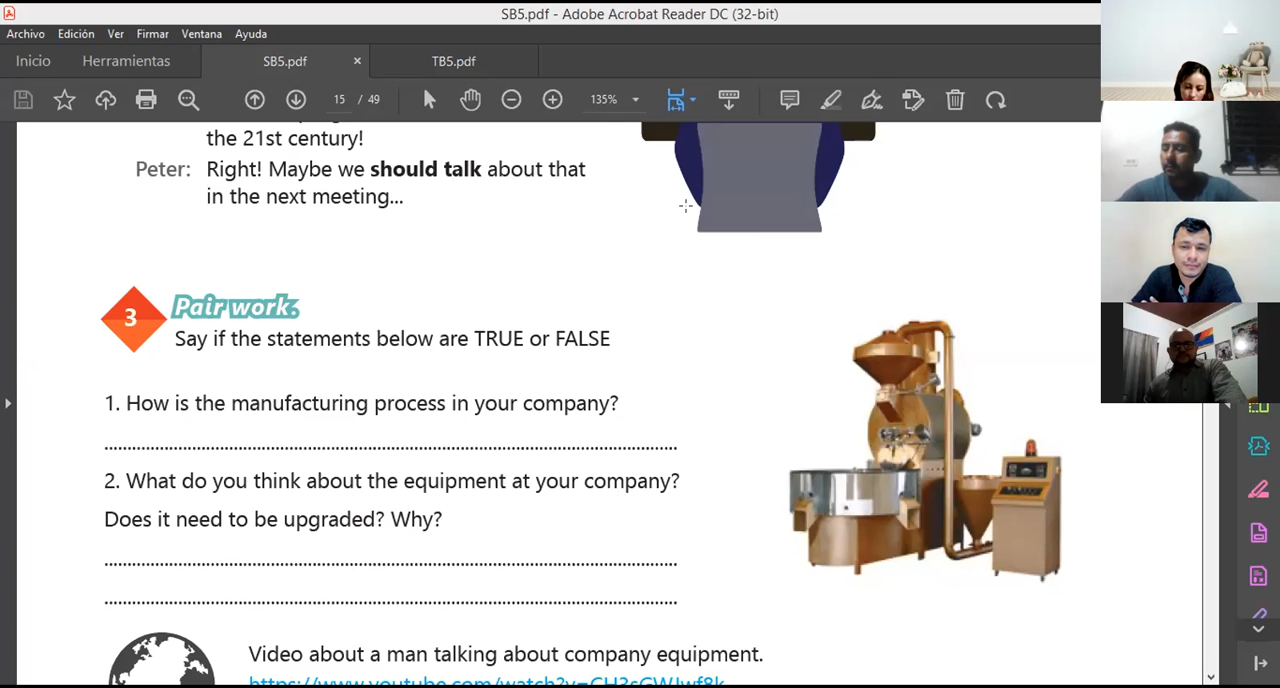 SB5.pdf - Adobe Acrobat Reader DC (32-bit)
Archivo Edición Ver Firmar Ventana Ayuda
Inicio Herramientas SB5.pdf × TB5.pdf
15 / 49 135%
the 21st century!
Peter: Right! Maybe we should talk about that
in the next meeting...
3 Pair work.
Say if the statements below are TRUE or FALSE
1. How is the manufacturing process in your company?
2. What do you think about the equipment at your company?
Does it need to be upgraded? Why?
Video about a man talking about company equipment.